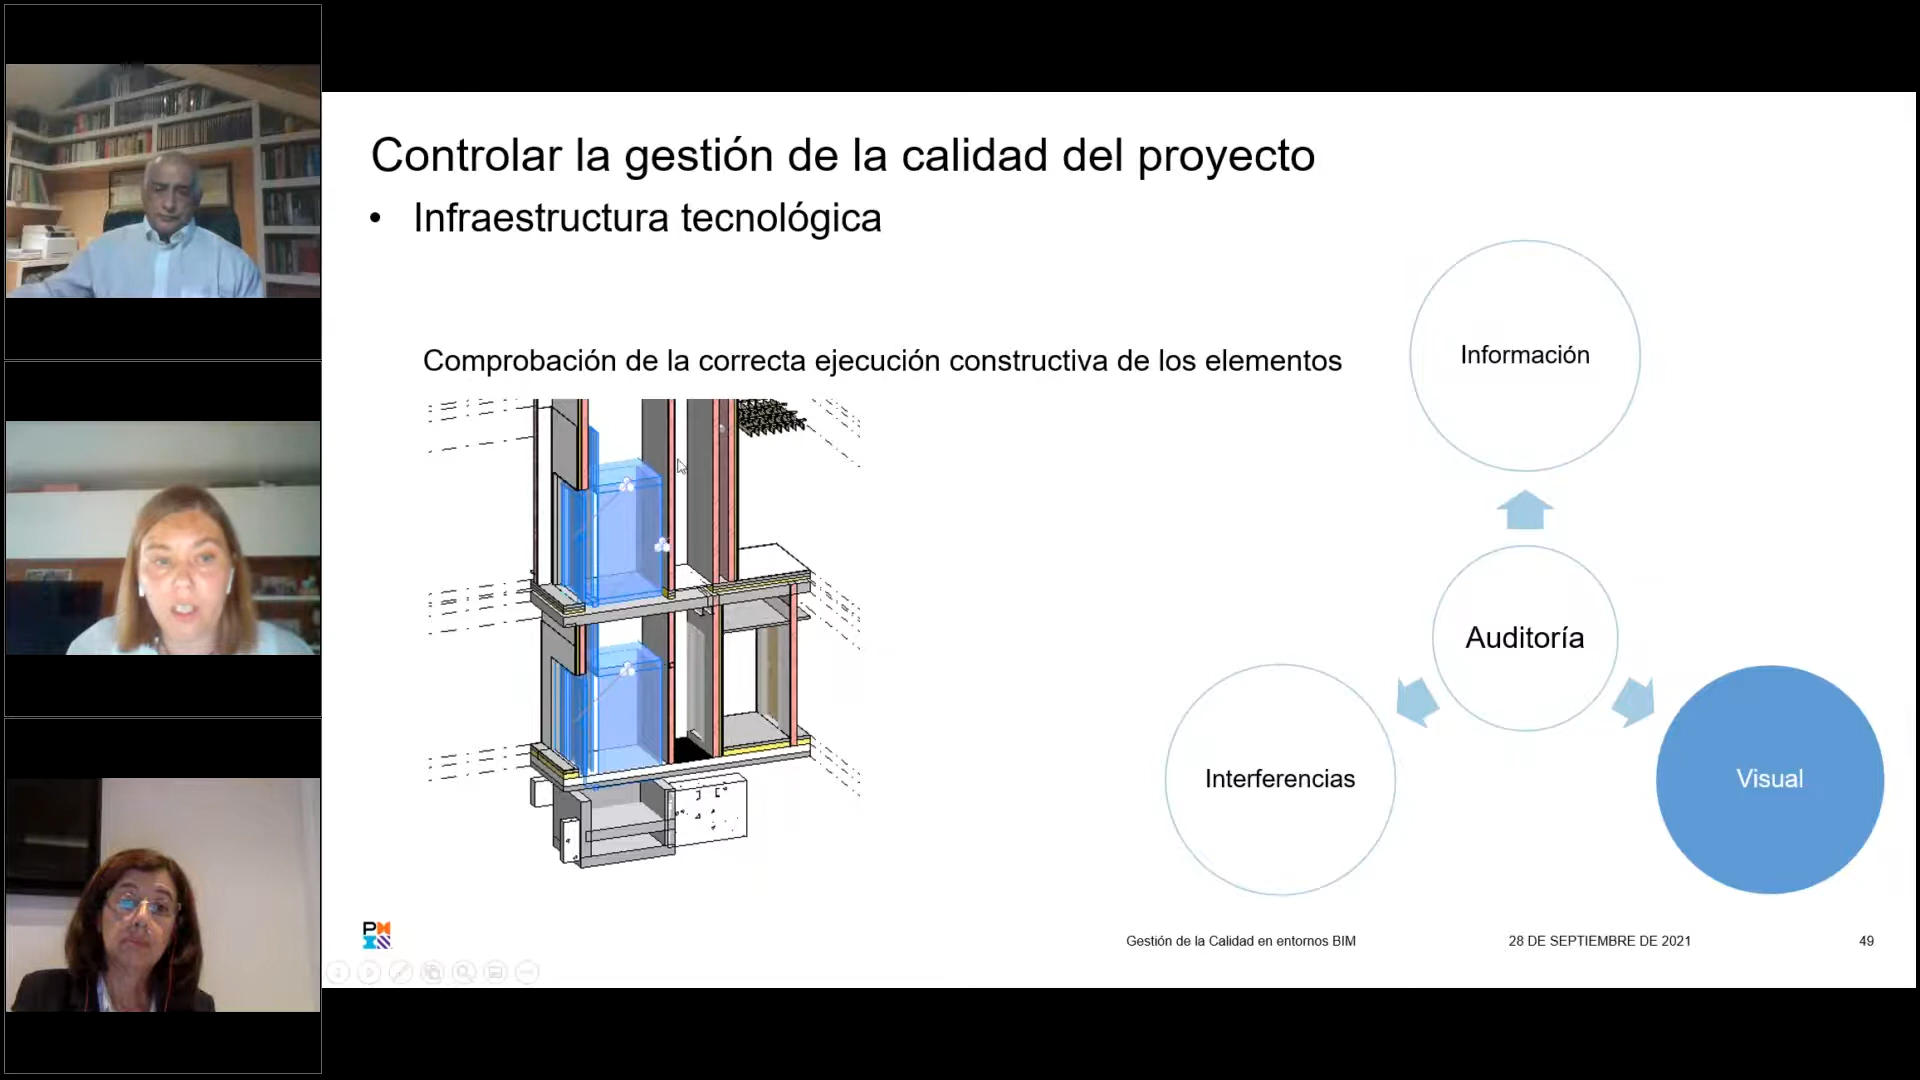 Controlar la gestión de la calidad del proyecto
• Infraestructura tecnológica
Comprobación de la correcta ejecución constructiva de los elementos
Información
Auditoría
Interferencias
Visual
Gestión de la Calidad en entornos BIM
28 DE SEPTIEMBRE DE 2021
49